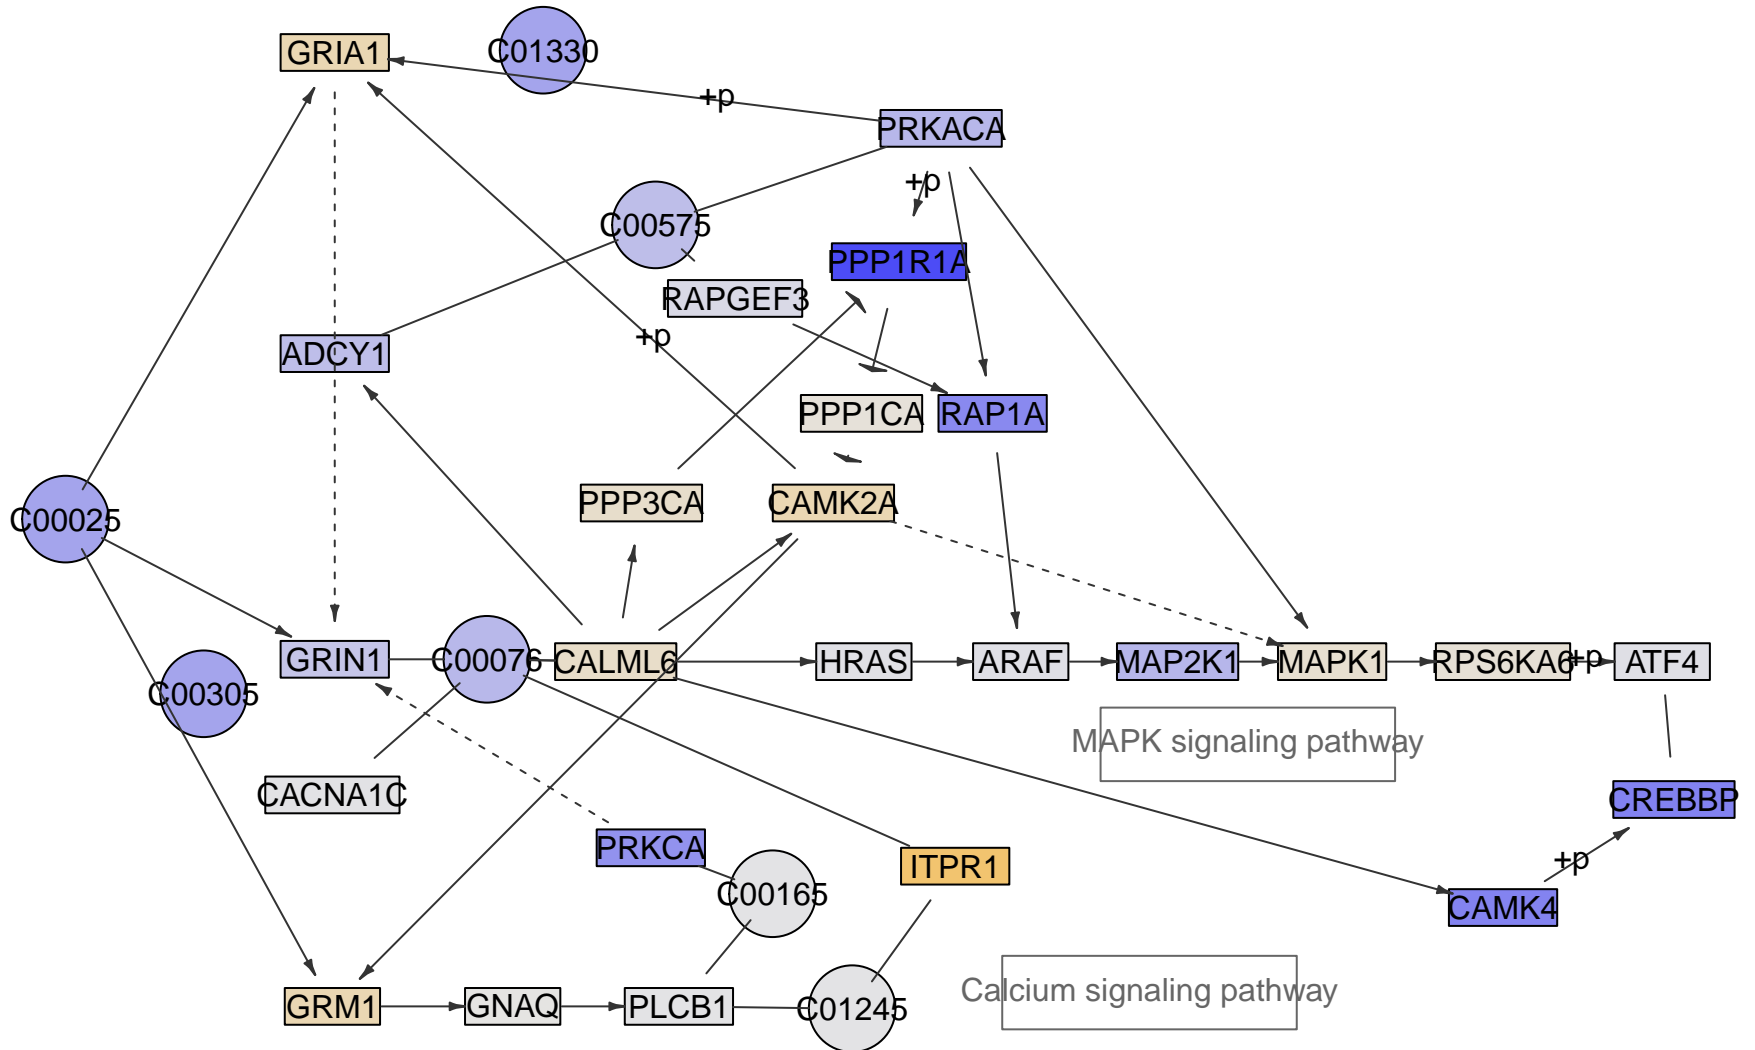 GRIA1
C01330
+p
PRKACA
+p
C00575
PPP1R1A
RAPGEF3
+p
ADCY1
PPP1CA
RAP1A
PPP3CA
CAMK2A
C00025
GRIN1
C00076
CALML6
HRAS
ARAF
MAP2K1
MAPK1
RPS6KA6
+p
ATF4
C00305
MAPK signaling pathway
CACNA1C
CREBBP
PRKCA
+p
ITPR1
C00165
CAMK4
Calcium signaling pathway
GRM1
GNAQ
PLCB1
C01245